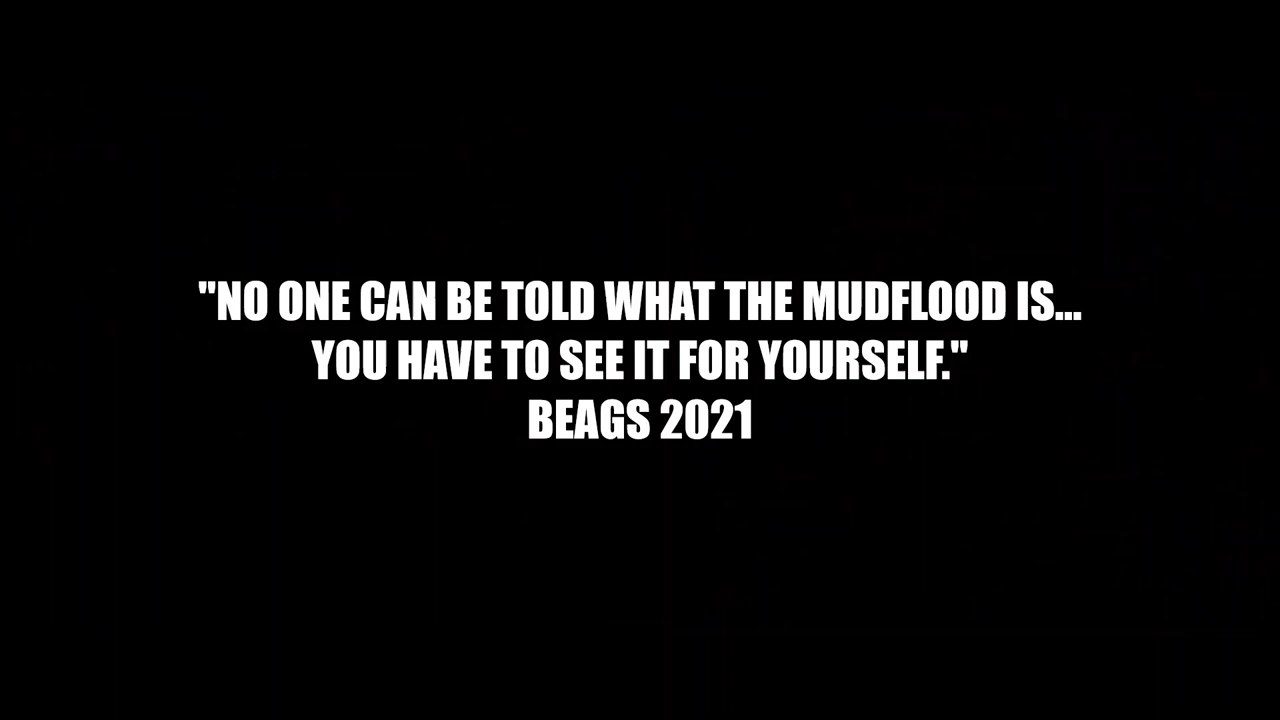 "NO ONE CAN BE TOLD WHAT THE MUDFLOOD IS...
YOU HAVE TO SEE IT FOR YOURSELF."
BEAGS 2021